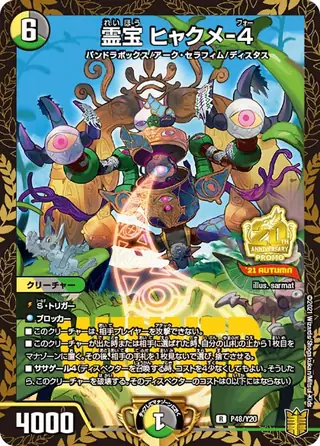 6
れいほう フォー
霊宝 ヒャクメ-4
パンドラボックス/アーク・セラフィム/ディスタス
20th
ANNIVERSARY
PROMO
'21 AUTUMN
illus. sarmat
クリーチャー
S・トリガー
ブロッカー
このクリーチャーは、相手プレイヤーを攻撃できない。
このクリーチャーが出た時または相手に選ばれた時、自分の山札の上から1枚目を
マナゾーンに置く。その後、相手の手札を1枚見ないで選び、捨てさせる。
ササゲール4(ディスペクターを召喚する時、コストを4少なくしてもよい。そうした
ら、このクリーチャーを破壊する。そのディスペクターのコストは0以下にはならない)
4000
1
R P48/Y20